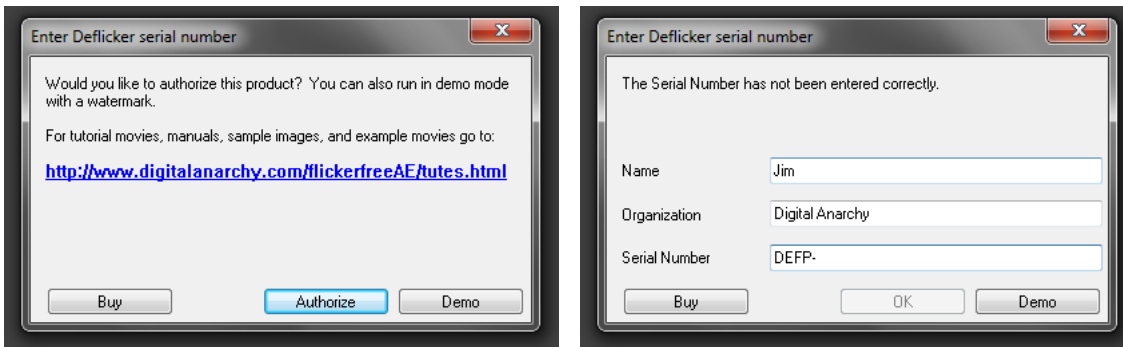 Enter Deflicker serial number
Would you like to authorize this product? You can also run in demo mode
with a watermark.
For tutorial movies, manuals, sample images, and example movies go to:
http://www.digitalanarchy.com/flickerfreeAE/tutes.html
Buy
Authorize
Demo
Enter Deflicker serial number
The Serial Number has not been entered correctly.
Name
Jim
Organization
Digital Anarchy
Serial Number
DEFP-
Buy
OK
Demo